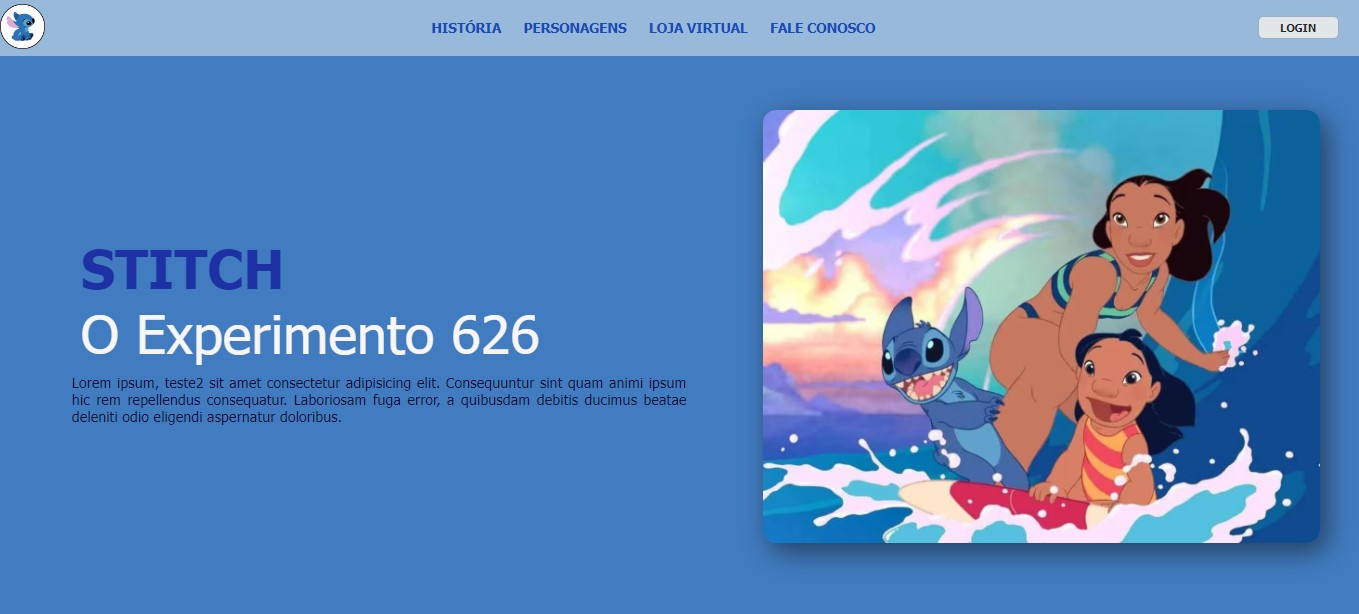 HISTÓRIA PERSONAGENS LOJA VIRTUAL FALE CONOSCO LOGIN
STITCH
O Experimento 626
Lorem ipsum, teste2 sit amet consectetur adipisicing elit. Consequuntur sint quam animi ipsum
hic rem repellendus consequatur. Laboriosam fuga error, a quibusdam debitis ducimus beatae
deleniti odio eligendi aspernatur doloribus.